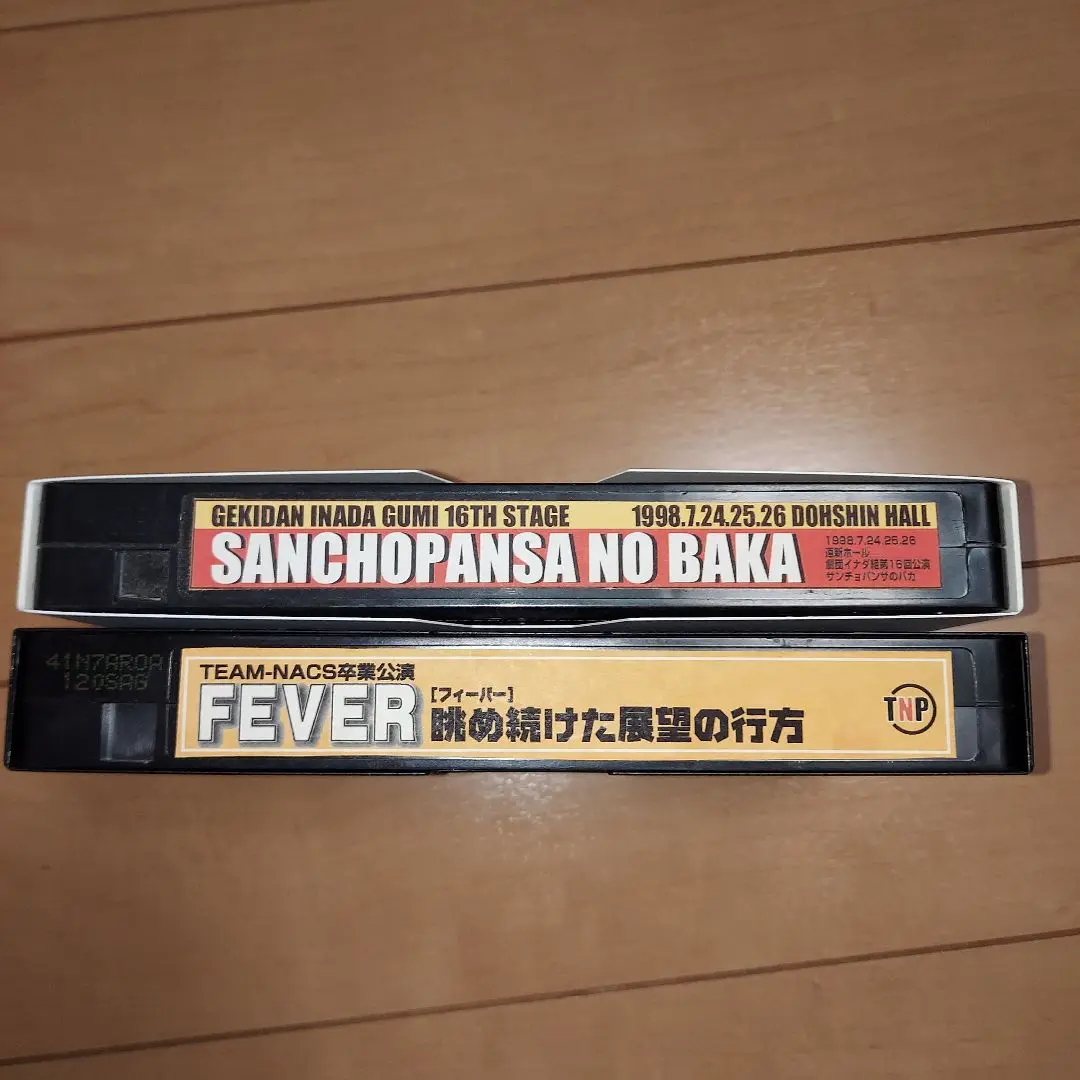 GEKIDAN INADA GUMI 16TH STAGE 1998.7.24.25.26 DOHSHIN HALL
SANCHOPANSA NO BAKA
1998.7.24.25.26
道新ホール
劇団イナダ組第16回公演
サンチョパンサのバカ
41M7AROA
120SAG
TEAM-NACS卒業公演
FEVER
[フィーバー]
眺め続けた展望の行方
TNP